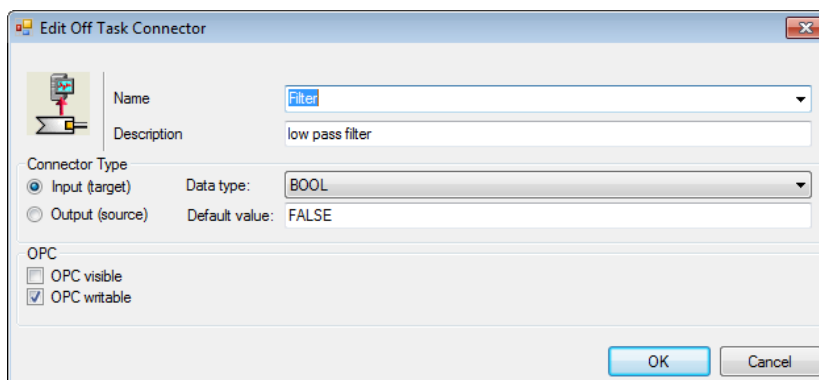 Edit Off Task Connector
Name
Filter
Description
low pass filter
Connector Type
Input (target)
Data type:
BOOL
Output (source)
Default value:
FALSE
OPC
OPC visible
OPC writable
OK
Cancel